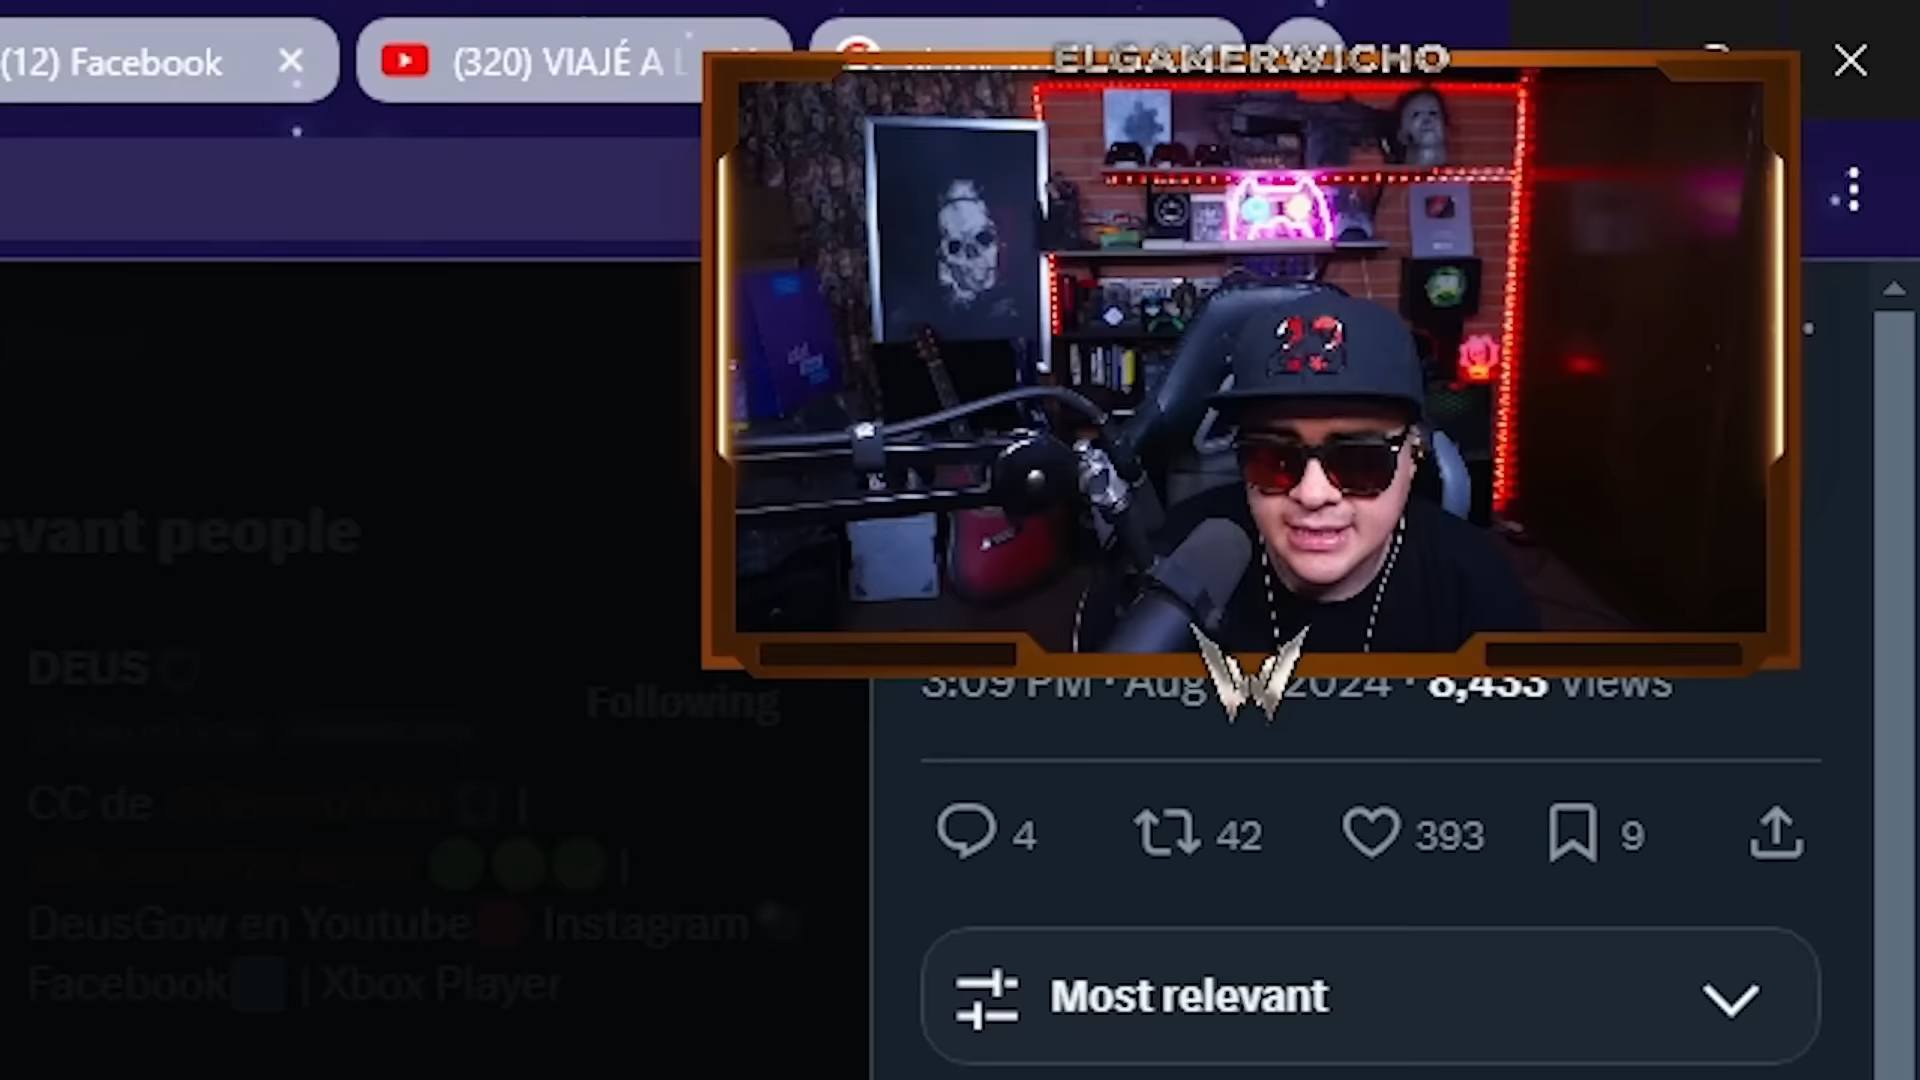 (12) Facebook
(320) VIAJÉ A L
ELGAMERWICHO
22
evant people
DEUS
Following
CC de
DeusGow en Youtube Instagram
Facebook | Xbox Player
3:09 PM · Aug 2024 · 8,433 Views
4 42 393 9
Most relevant